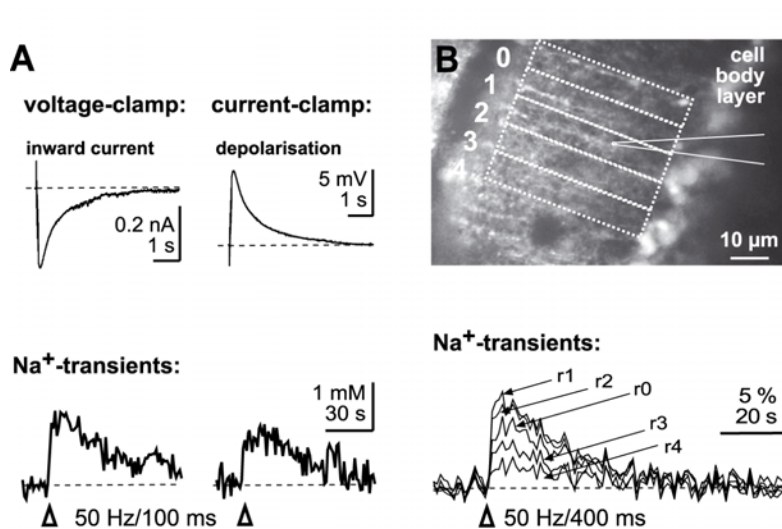 A
voltage-clamp: current-clamp:
inward current depolarisation
0.2 nA
1 s
5 mV
1 s
Na+-transients:
1 mM
30 s
Δ 50 Hz/100 ms Δ
B
0
1
2
3
4
cell
body
layer
10 µm
Na+-transients:
r1
r2
r0
r3
r4
5 %
20 s
Δ 50 Hz/400 ms